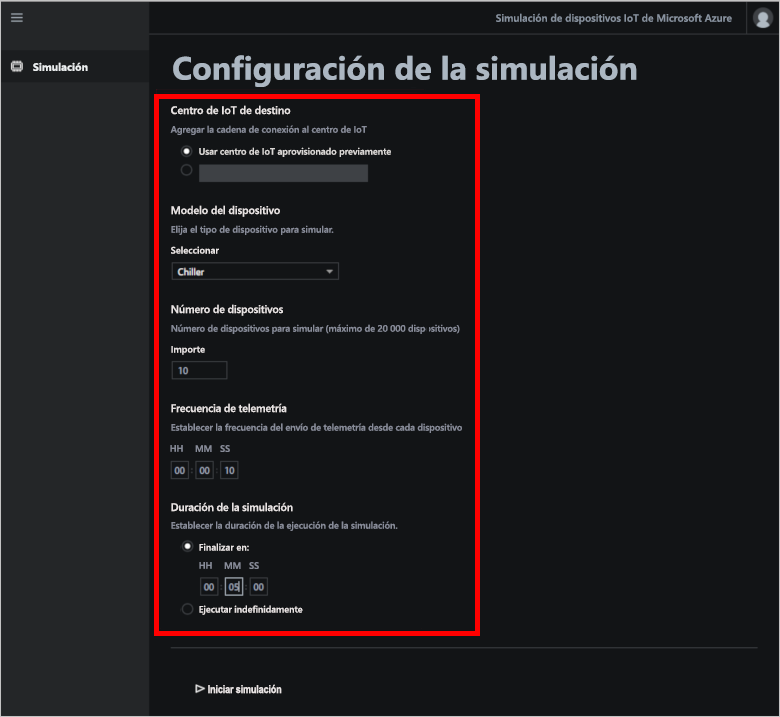 Simulación de dispositivos IoT de Microsoft Azure
Simulación
Configuración de la simulación
Centro de IoT de destino
Agregar la cadena de conexión al centro de IoT
Usar centro de IoT aprovisionado previamente
Modelo del dispositivo
Elija el tipo de dispositivo para simular.
Seleccionar
Chiller
Número de dispositivos
Número de dispositivos para simular (máximo de 20 000 dispositivos)
Importe
10
Frecuencia de telemetría
Establecer la frecuencia del envío de telemetría desde cada dispositivo
HH MM SS
00 : 00 : 10
Duración de la simulación
Establecer la duración de la ejecución de la simulación.
Finalizar en:
HH MM SS
00 : 05 : 00
Ejecutar indefinidamente
Iniciar simulación